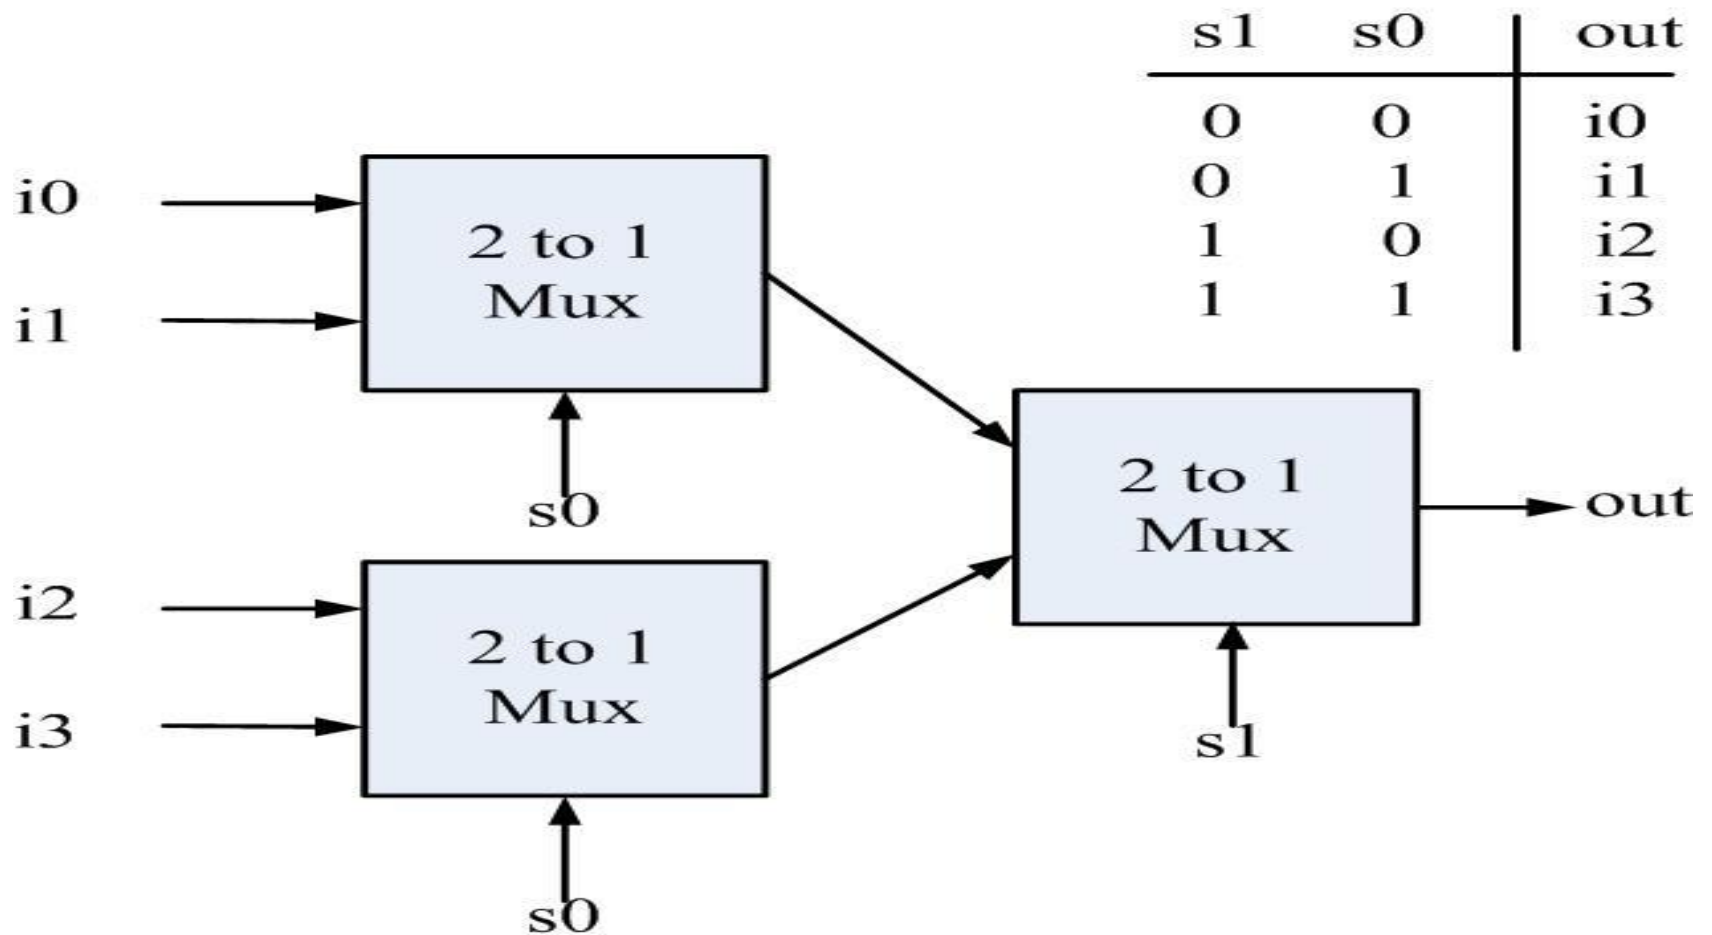 s1 s0 out
0 0 i0
0 1 i1
1 0 i2
1 1 i3
i0
i1
2 to 1
Mux
s0
i2
i3
2 to 1
Mux
s0
2 to 1
Mux
s1
out